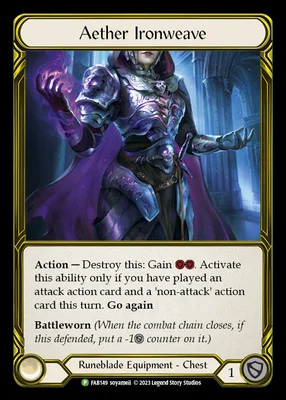 Aether Ironweave
Action — Destroy this: Gain . Activate
this ability only if you have played an
attack action card and a 'non-attack' action
card this turn. Go again
Battleworn (When the combat chain closes, if
this defended, put a -1 counter on it.)
Runeblade Equipment - Chest
1
P FAB149 soyameii © 2023 Legend Story Studios